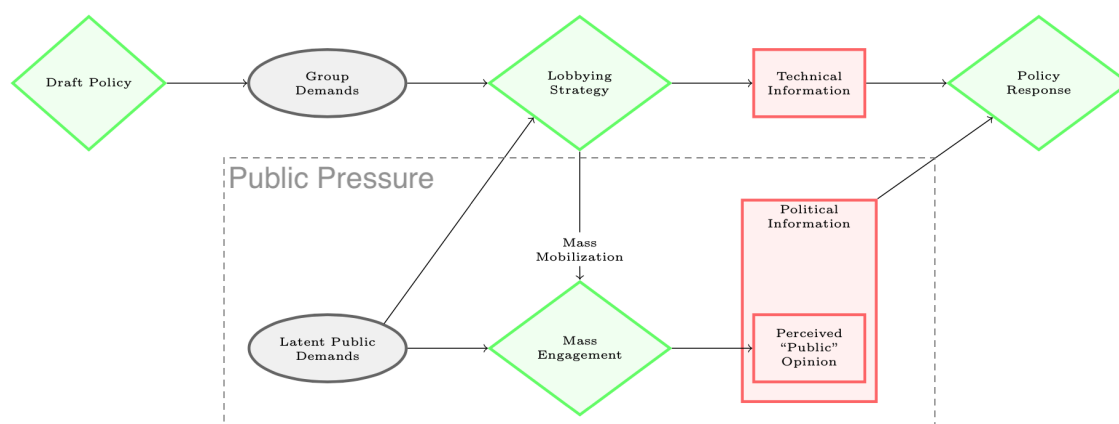 Draft Policy
Group
Demands
Lobbying
Strategy
Technical
Information
Policy
Response
Public Pressure
Political
Information
Mass
Mobilization
Latent Public
Demands
Mass
Engagement
Perceived
“Public”
Opinion